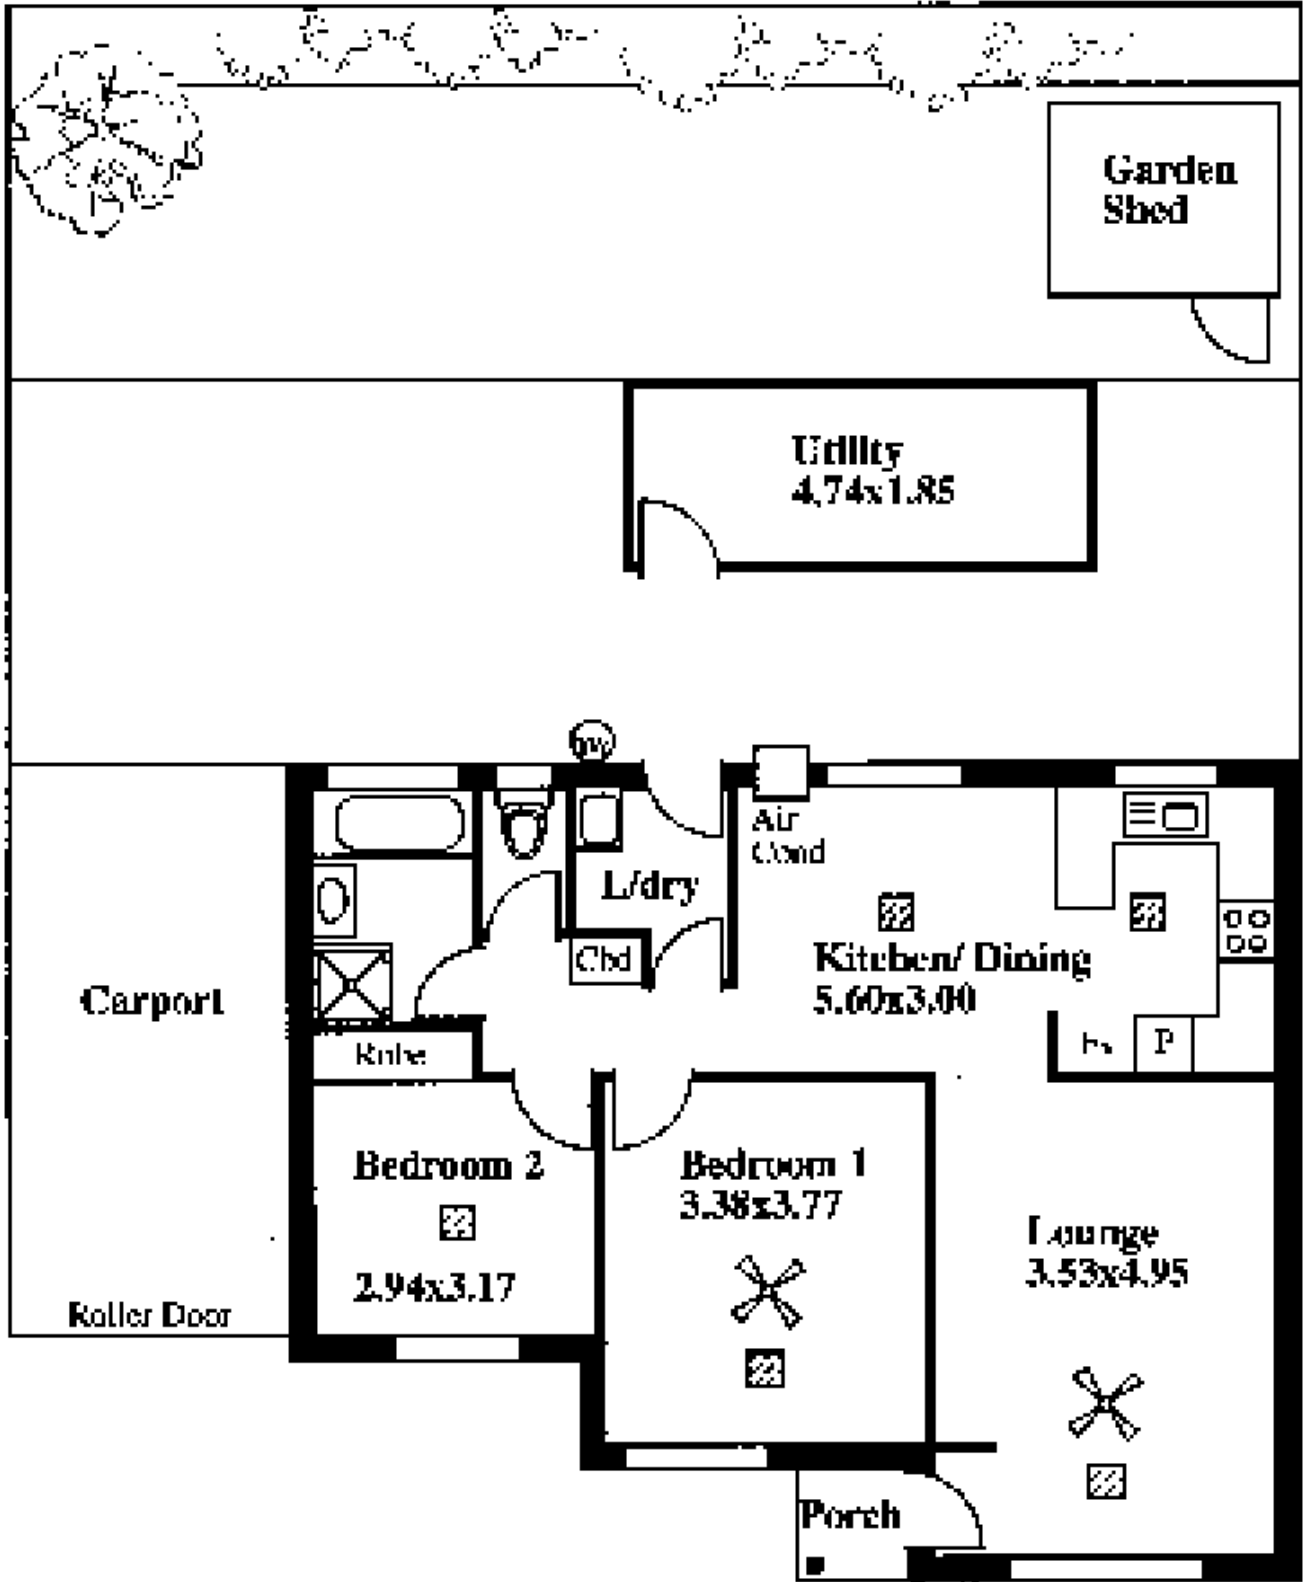 Garden
Shed
Utility
4.74x1.85
Air
Cond
L/dry
Cbd
Kitchen/ Dining
5.60x3.00
Carport
Robe
P
Bedroom 2
2.94x3.17
Bedroom 1
3.38x3.77
Lounge
3.53x4.95
Roller Door
Porch